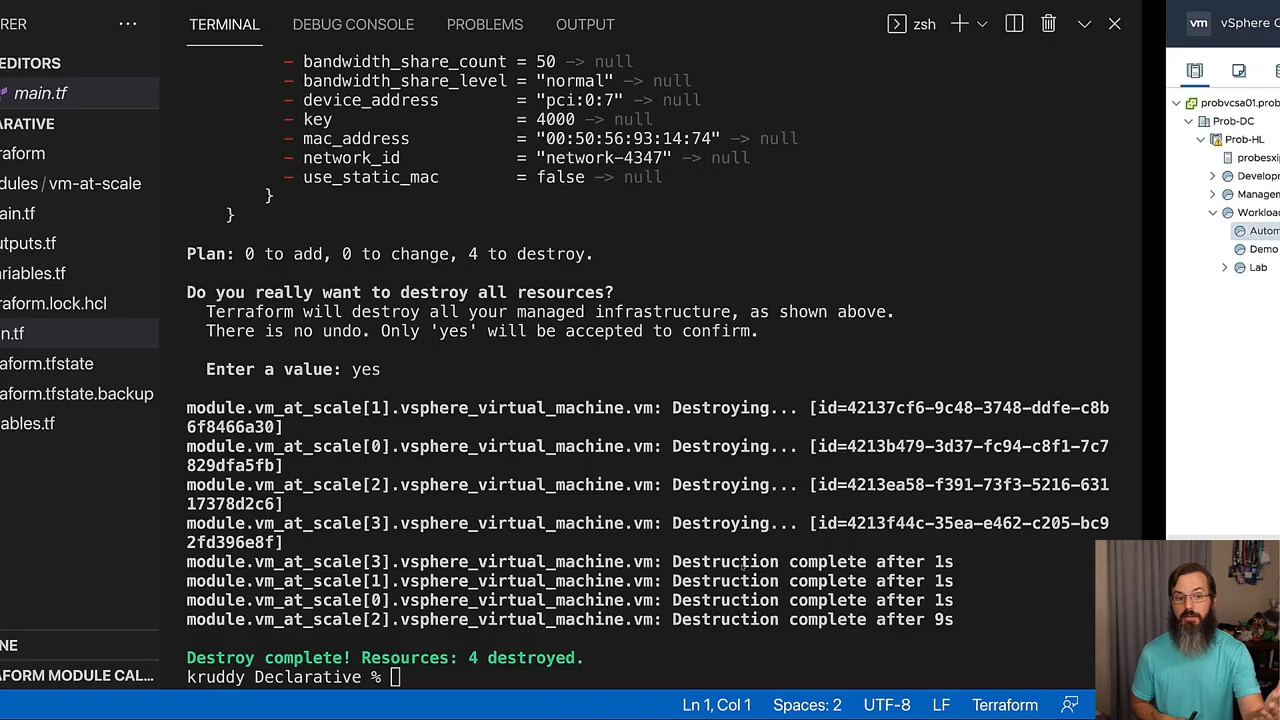 RER
...
TERMINAL
DEBUG CONSOLE
PROBLEMS
OUTPUT
zsh
vm
vSphere C
EDITORS
main.tf
ARATIVE
raform
dules/vm-at-scale
ain.tf
utputs.tf
ariables.tf
raform.lock.hcl
n.tf
aform.tfstate
aform.tfstate.backup
ables.tf
NE
RAFORM MODULE CAL...
- bandwidth_share_count = 50 -> null
- bandwidth_share_level = "normal" -> null
- device_address = "pci:0:7" -> null
- key = 4000 -> null
- mac_address = "00:50:56:93:14:74" -> null
- network_id = "network-4347" -> null
- use_static_mac = false -> null
}
}
Plan: 0 to add, 0 to change, 4 to destroy.
Do you really want to destroy all resources?
Terraform will destroy all your managed infrastructure, as shown above.
There is no undo. Only 'yes' will be accepted to confirm.
Enter a value: yes
module.vm_at_scale[1].vsphere_virtual_machine.vm: Destroying... [id=42137cf6-9c48-3748-ddfe-c8b
6f8466a30]
module.vm_at_scale[0].vsphere_virtual_machine.vm: Destroying... [id=4213b479-3d37-fc94-c8f1-7c7
829dfa5fb]
module.vm_at_scale[2].vsphere_virtual_machine.vm: Destroying... [id=4213ea58-f391-73f3-5216-631
17378d2c6]
module.vm_at_scale[3].vsphere_virtual_machine.vm: Destroying... [id=4213f44c-35ea-e462-c205-bc9
2fd396e8f]
module.vm_at_scale[3].vsphere_virtual_machine.vm: Destruction complete after 1s
module.vm_at_scale[1].vsphere_virtual_machine.vm: Destruction complete after 1s
module.vm_at_scale[0].vsphere_virtual_machine.vm: Destruction complete after 1s
module.vm_at_scale[2].vsphere_virtual_machine.vm: Destruction complete after 9s
Destroy complete! Resources: 4 destroyed.
kruddy Declarative %
probvcsa01.prob
Prob-DC
Prob-HL
probesxip
Develop
Manage
Workloa
Autom
Demo
Lab
Ln 1, Col 1
Spaces: 2
UTF-8
LF
Terraform